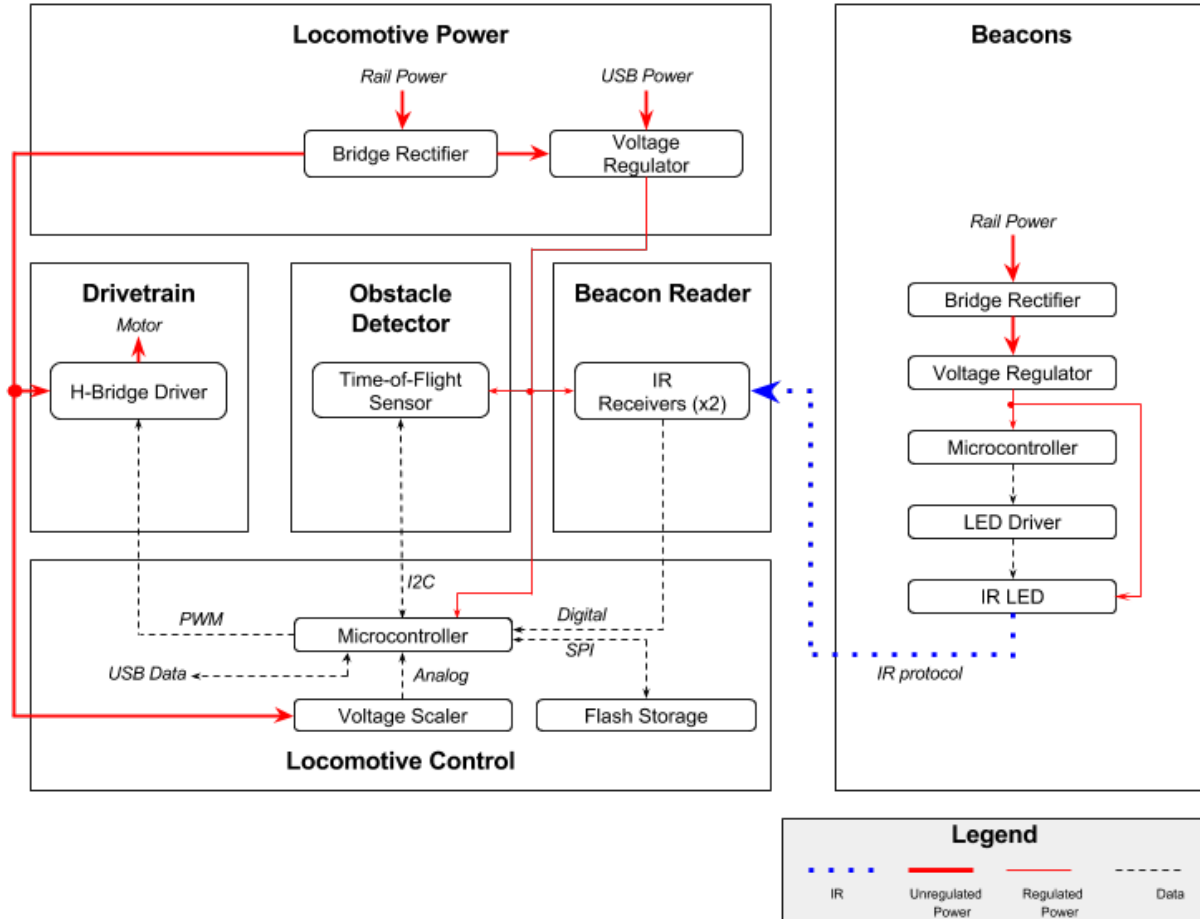 Locomotive Power
Rail Power
USB Power
Bridge Rectifier
Voltage
Regulator
Drivetrain
Motor
H-Bridge Driver
Obstacle
Detector
Time-of-Flight
Sensor
Beacon Reader
IR
Receivers (x2)
I2C
PWM
Digital
Microcontroller
SPI
USB Data
Analog
Voltage Scaler
Flash Storage
Locomotive Control
Beacons
Rail Power
Bridge Rectifier
Voltage Regulator
Microcontroller
LED Driver
IR LED
IR protocol
Legend
IR
Unregulated
Power
Regulated
Power
Data